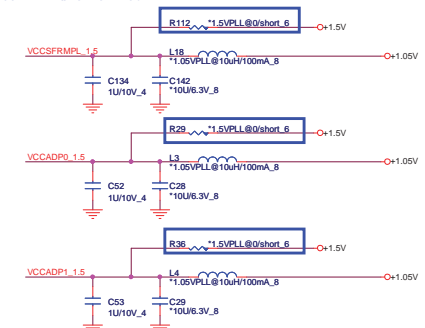 R112 *1.5VPLL@0/short_6
+1.5V
VCCSFRMPL_1.5
L18
+1.05V
*1.05VPLL@10uH/100mA_8
C134
1U/10V_4
C142
*10U/6.3V_8
R29 *1.5VPLL@0/short_6
+1.5V
VCCADP0_1.5
L3
+1.05V
*1.05VPLL@10uH/100mA_8
C52
1U/10V_4
C28
*10U/6.3V_8
R36 *1.5VPLL@0/short_6
+1.5V
VCCADP1_1.5
L4
+1.05V
*1.05VPLL@10uH/100mA_8
C53
1U/10V_4
C29
*10U/6.3V_8